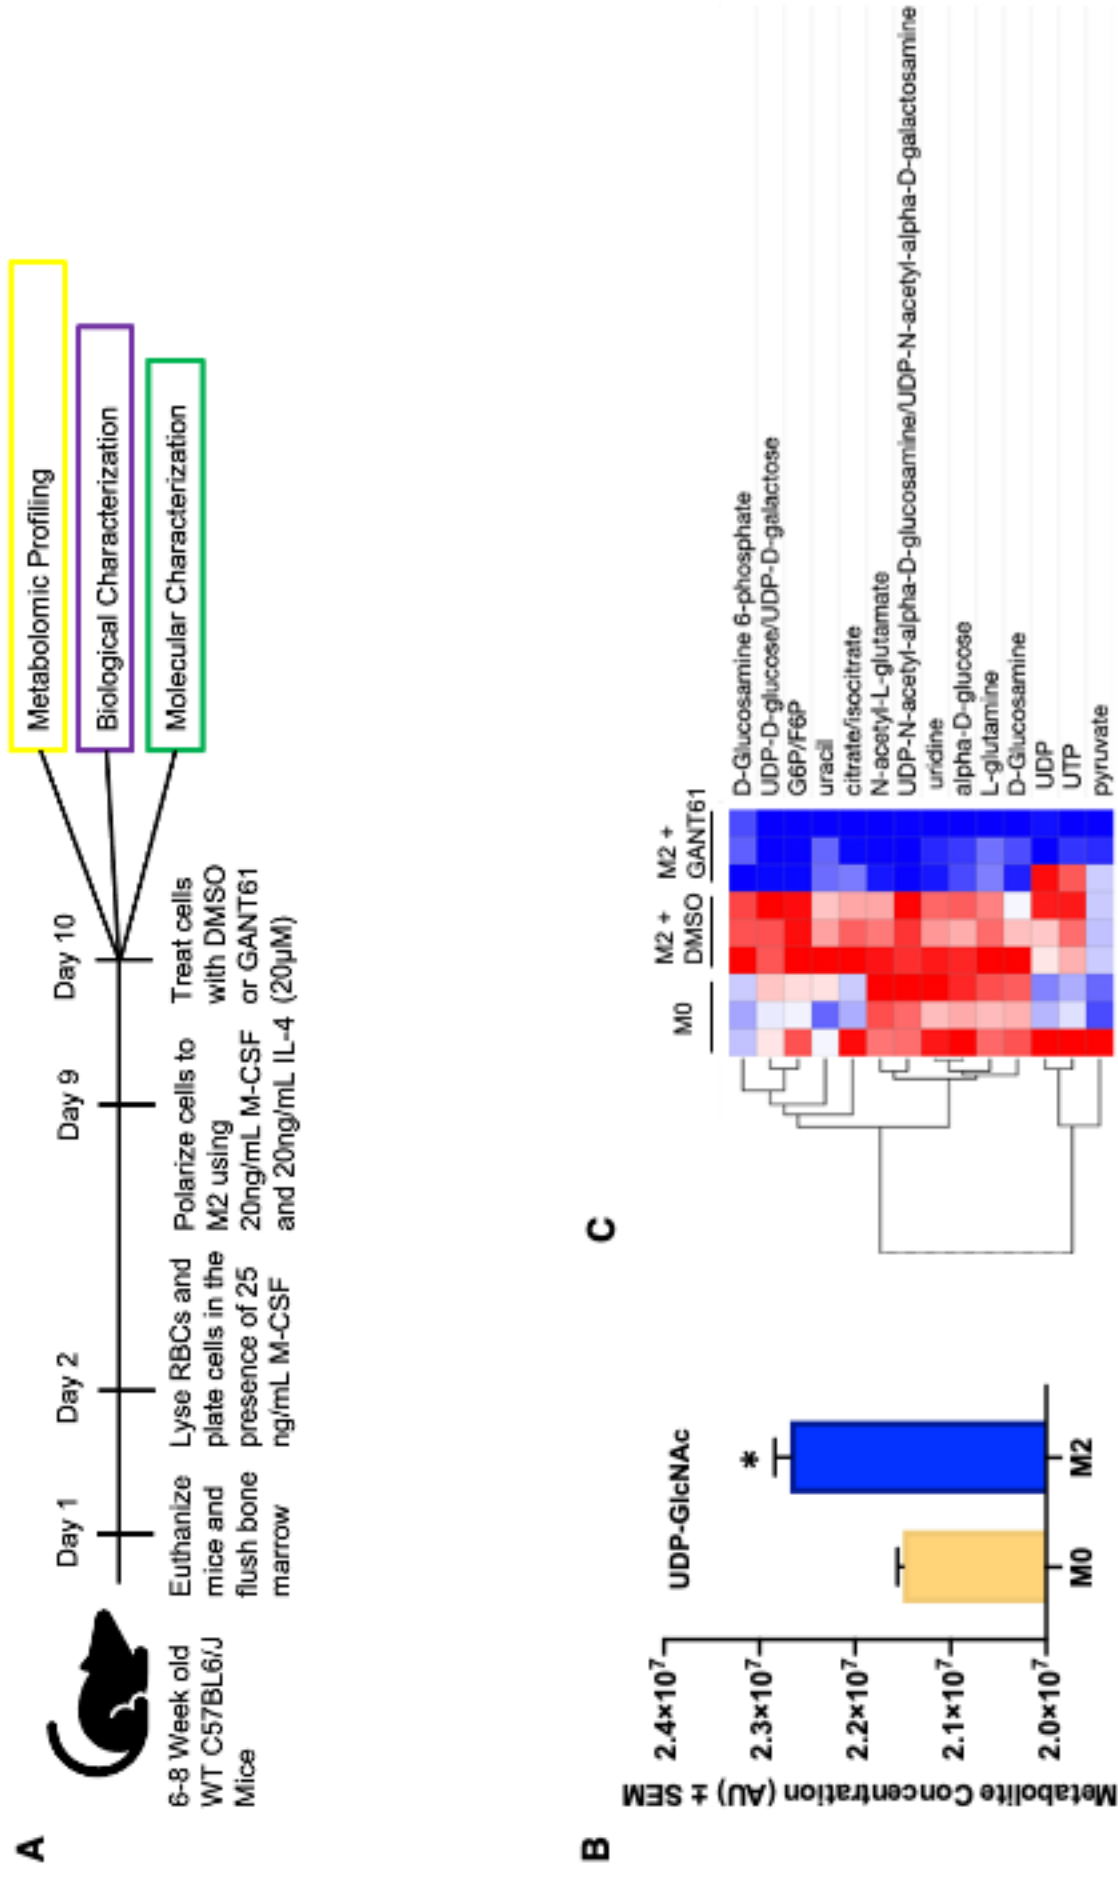 A
Day 1
Day 2
Day 9
Day 10
6-8 Week old
WT C57BL6/J
Mice
Euthanize
mice and
flush bone
marrow
Lyse RBCs and
plate cells in the
presence of 25
ng/mL M-CSF
Polarize cells to
M2 using
20ng/mL M-CSF
and 20ng/mL IL-4
Treat cells
with DMSO
or GANT61
(20µM)
Metabolomic Profiling
Biological Characterization
Molecular Characterization
B
UDP-GlcNAc
Metabolite Concentration (AU) ± SEM
2.4×10⁷
2.3×10⁷
2.2×10⁷
2.1×10⁷
2.0×10⁷
*
M0
M2
C
M0
M2 +
DMSO
M2 +
GANT61
D-Glucosamine 6-phosphate
UDP-D-glucose/UDP-D-galactose
G6P/F6P
uracil
citrate/isocitrate
N-acetyl-L-glutamate
UDP-N-acetyl-alpha-D-glucosamine/UDP-N-acetyl-alpha-D-galactosamine
uridine
alpha-D-glucose
L-glutamine
D-Glucosamine
UDP
UTP
pyruvate